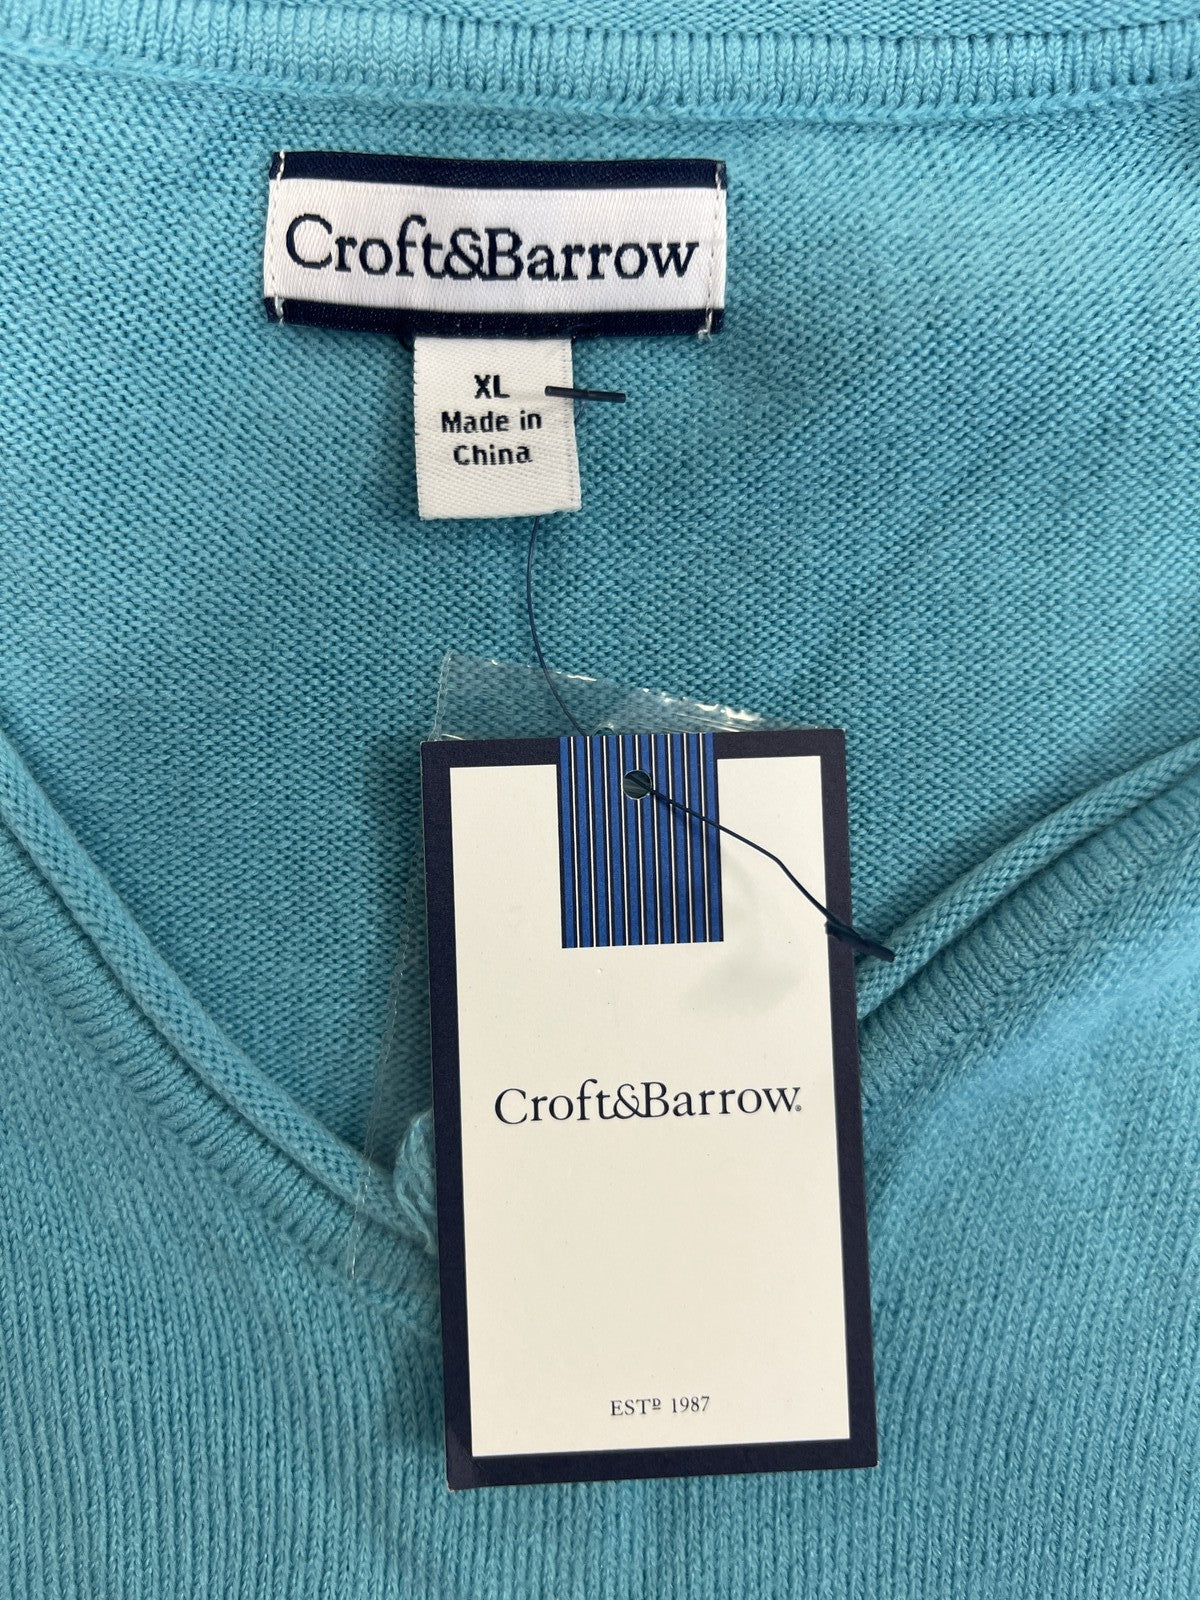 Croft&Barrow
XL
Made in
China
Croft&Barrow.
ESTD 1987